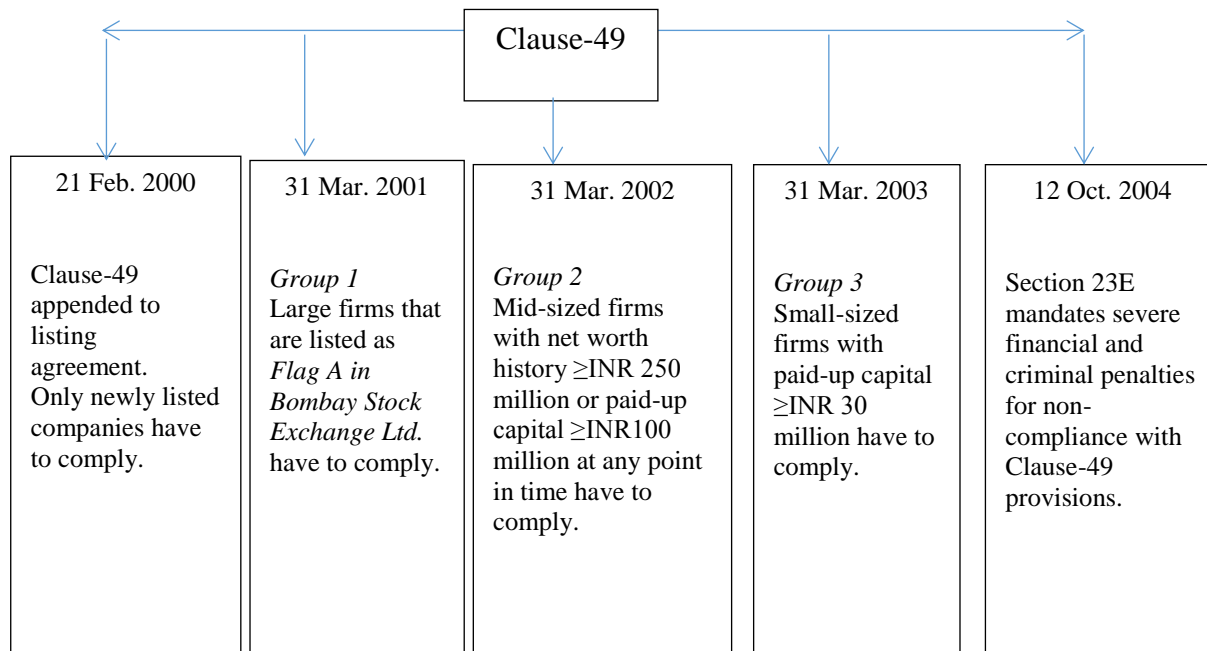 Clause-49
21 Feb. 2000
Clause-49
appended to
listing
agreement.
Only newly listed
companies have
to comply.
31 Mar. 2001
Group 1
Large firms that
are listed as
Flag A in
Bombay Stock
Exchange Ltd.
have to comply.
31 Mar. 2002
Group 2
Mid-sized firms
with net worth
history ≥INR 250
million or paid-up
capital ≥INR100
million at any point
in time have to
comply.
31 Mar. 2003
Group 3
Small-sized
firms with
paid-up capital
≥INR 30
million have to
comply.
12 Oct. 2004
Section 23E
mandates severe
financial and
criminal penalties
for non-
compliance with
Clause-49
provisions.